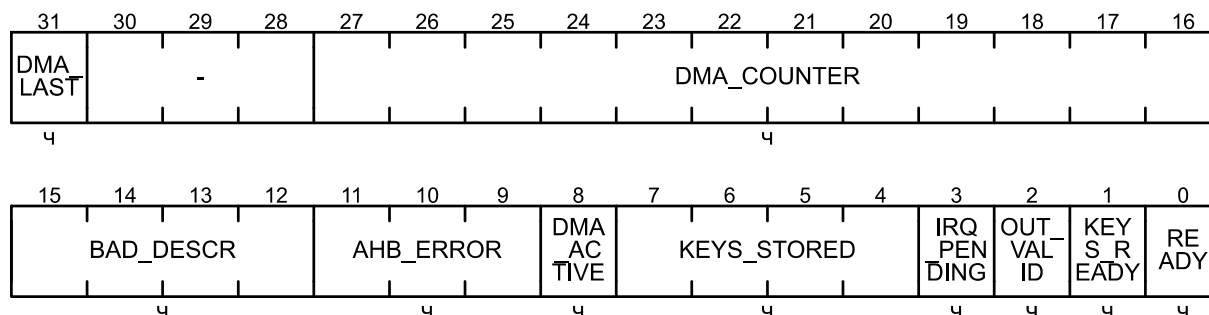 31 30 29 28 27 26 25 24 23 22 21 20 19 18 17 16
DMA_
LAST
-
DMA_COUNTER
ч ч
15 14 13 12 11 10 9 8 7 6 5 4 3 2 1 0
BAD_DESCR
AHB_ERROR
DMA
_AC
TIVE
KEYS_STORED
IRQ
_PEN
DING
OUT_
VAL
ID
KEY
S_R
EADY
RE
ADY
ч ч ч ч ч ч ч ч